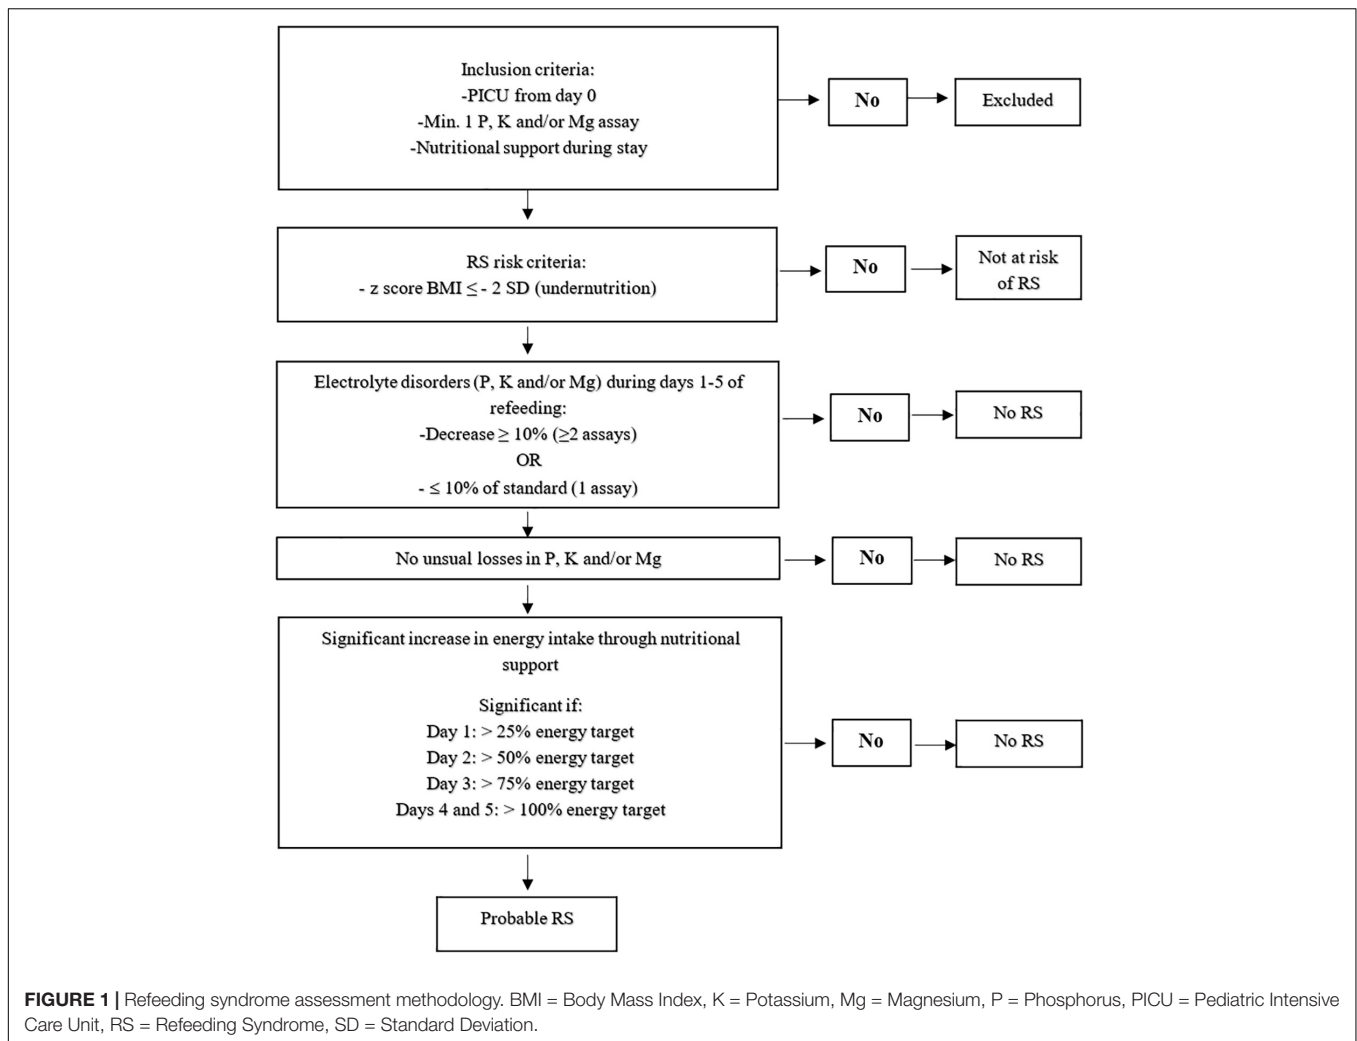 Inclusion criteria:
-PICU from day 0
-Min. 1 P, K and/or Mg assay
-Nutritional support during stay
No
Excluded
RS risk criteria:
- z score BMI ≤ - 2 SD (undernutrition)
No
Not at risk
of RS
Electrolyte disorders (P, K and/or Mg) during days 1-5 of
refeeding:
-Decrease ≥ 10% (≥2 assays)
OR
- ≤ 10% of standard (1 assay)
No
No RS
No unusual losses in P, K and/or Mg
No
No RS
Significant increase in energy intake through nutritional
support
Significant if:
Day 1: > 25% energy target
Day 2: > 50% energy target
Day 3: > 75% energy target
Days 4 and 5: > 100% energy target
No
No RS
Probable RS
FIGURE 1 | Refeeding syndrome assessment methodology. BMI = Body Mass Index, K = Potassium, Mg = Magnesium, P = Phosphorus, PICU = Pediatric Intensive
Care Unit, RS = Refeeding Syndrome, SD = Standard Deviation.